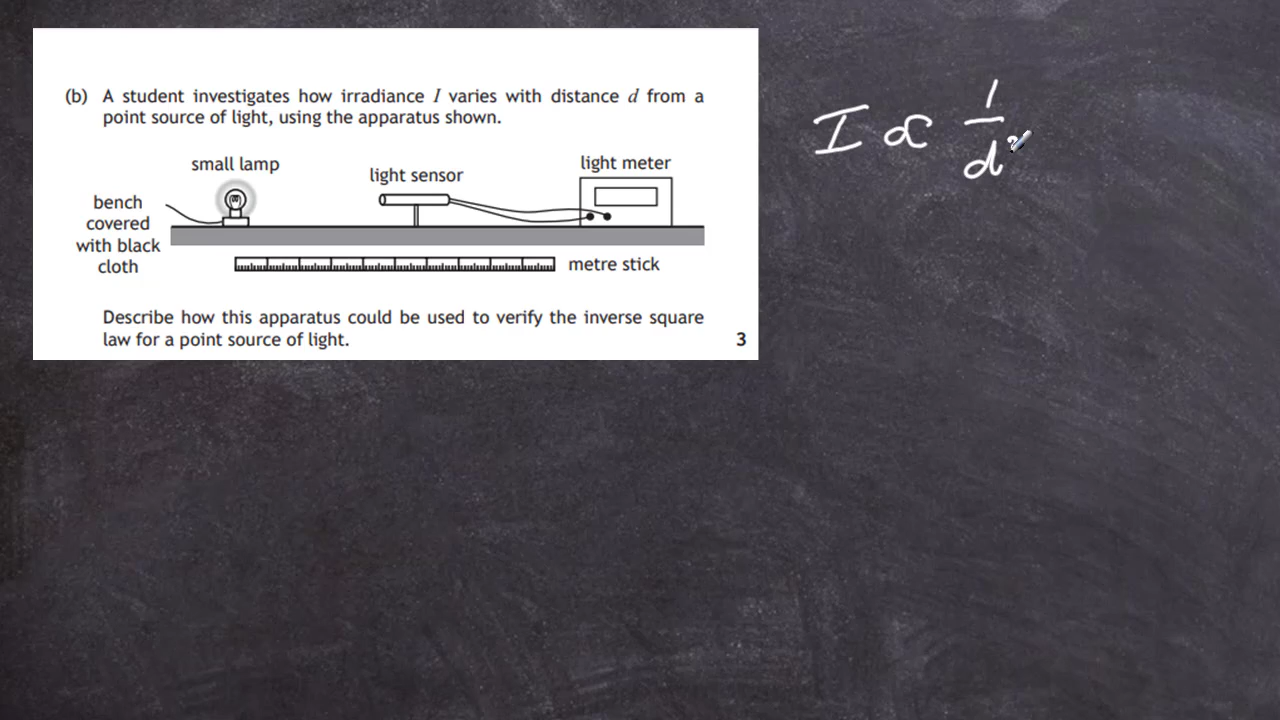 (b) A student investigates how irradiance I varies with distance d from a
point source of light, using the apparatus shown.
small lamp
light sensor
light meter
bench
covered
with black
cloth
metre stick
Describe how this apparatus could be used to verify the inverse square
law for a point source of light.
3
I ∝ 1/d²